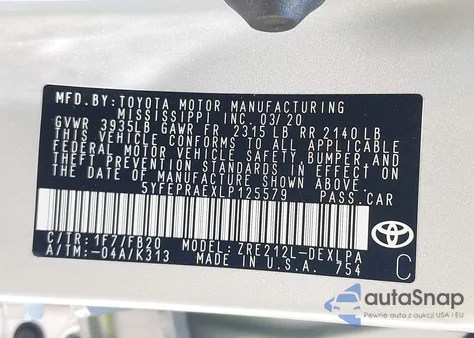 MFD.BY:TOYOTA MOTOR MANUFACTURING
MISSISSIPPI INC. 03/20
GVWR 3935LB GAWR FR 2315 LB RR 2140 LB
THIS VEHICLE CONFORMS TO ALL APPLICABLE
FEDERAL MOTOR VEHICLE SAFETY, BUMPER, AND
THEFT PREVENTION STANDARDS IN EFFECT ON
THE DATE OF MANUFACTURE SHOWN ABOVE.
5YFEPRAEXLP125579 PASS.CAR
C/TR:1F7/FB20 MODEL: ZRE212L-DEXLPA
A/TM:-04A/K313 MADE IN U.S.A. 754
C
autoSnap
Pewne auta z aukcji USA i EU